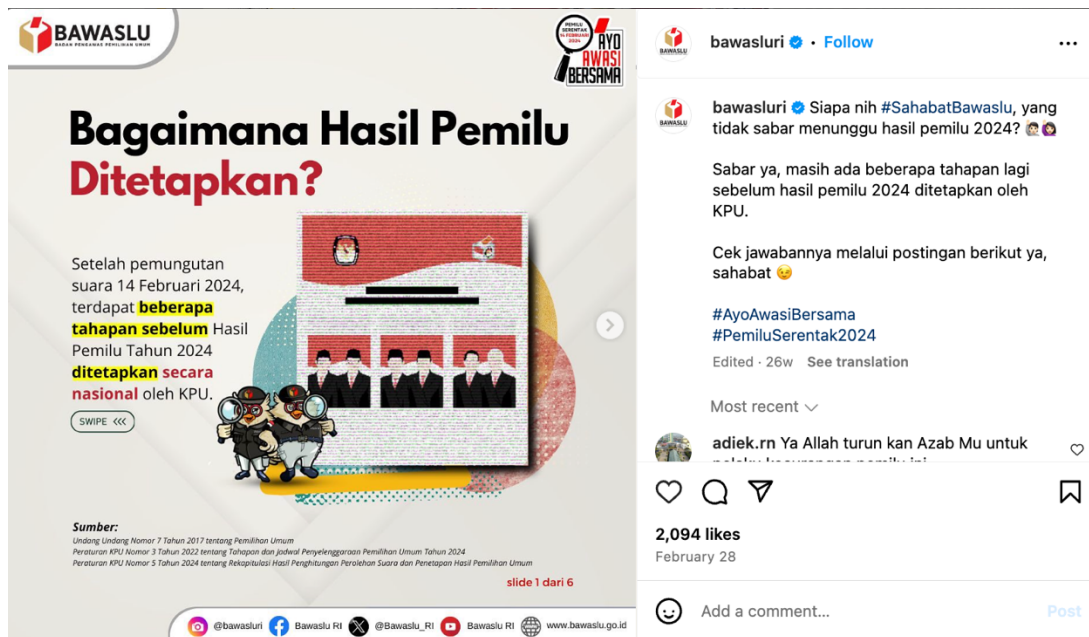 BAWASLU
BADAN PENGAWAS PEMILIHAN UMUM
PEMILU
SERENTAK
14 FEBRUARI
2024
AYO
AWASI
BERSAMA
Bagaimana Hasil Pemilu
Ditetapkan?
Setelah pemungutan
suara 14 Februari 2024,
terdapat beberapa
tahapan sebelum Hasil
Pemilu Tahun 2024
ditetapkan secara
nasional oleh KPU.
SWIPE <<<
Sumber:
Undang Undang Nomor 7 Tahun 2017 tentang Pemilihan Umum
Peraturan KPU Nomor 3 Tahun 2022 tentang Tahapan dan Jadwal Penyelenggaraan Pemilihan Umum Tahun 2024
Peraturan KPU Nomor 5 Tahun 2024 tentang Rekapitulasi Hasil Penghitungan Perolehan Suara dan Penetapan Hasil Pemilihan Umum
slide 1 dari 6
@bawasluri Bawaslu RI @Bawaslu_RI Bawaslu RI www.bawaslu.go.id
bawasluri • Follow
BAWASLU
bawasluri Siapa nih #SahabatBawaslu, yang
tidak sabar menunggu hasil pemilu 2024? 🙋🏻‍♂️🙋🏻‍♀️
BAWASLU
Sabar ya, masih ada beberapa tahapan lagi
sebelum hasil pemilu 2024 ditetapkan oleh
KPU.
Cek jawabannya melalui postingan berikut ya,
sahabat 😉
#AyoAwasiBersama
#PemiluSerentak2024
Edited · 26w See translation
Most recent
adiek.rn Ya Allah turun kan Azab Mu untuk
2,094 likes
February 28
Add a comment...
Post